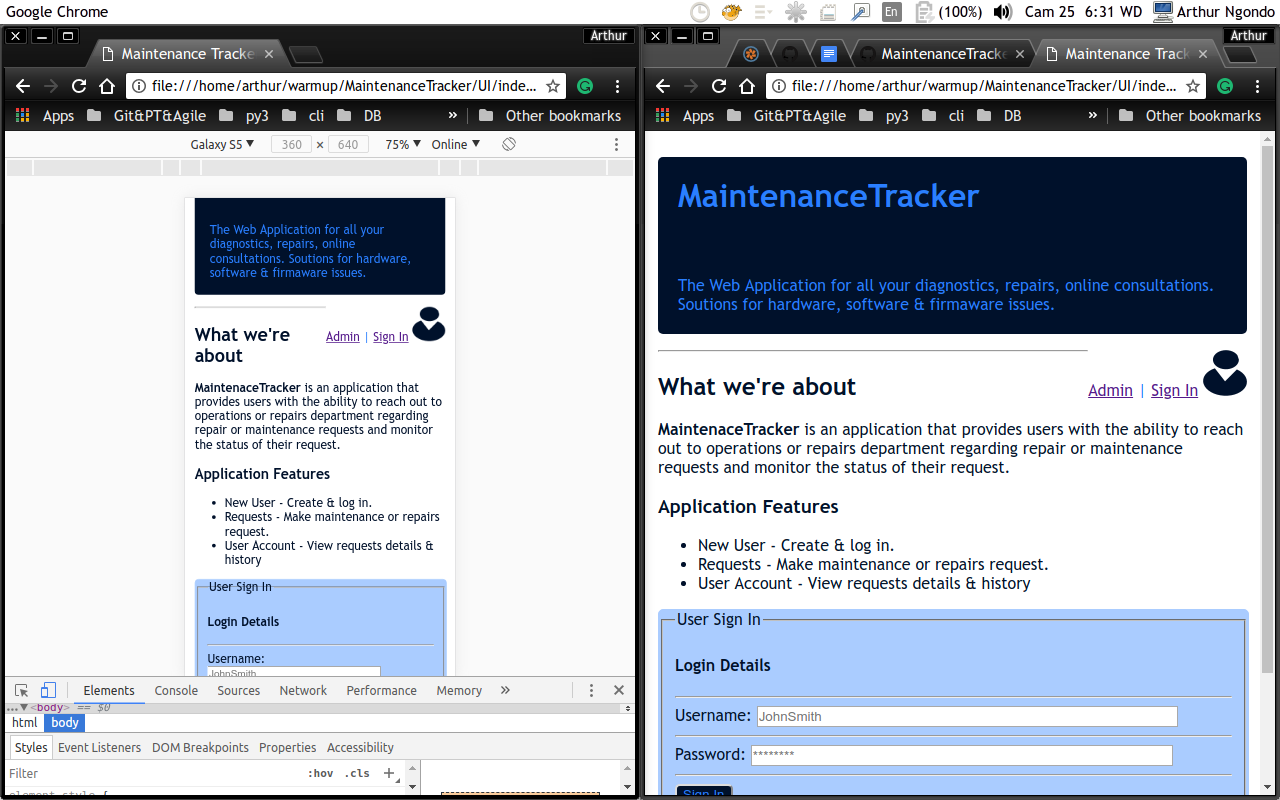 Google Chrome
En (100%) Cam 25 6:31 WD Arthur Ngondo
Arthur
Maintenance Tracke
file:///home/arthur/warmup/MaintenanceTracker/UI/inde...
Apps Git&PT&Agile py3 cli DB » Other bookmarks
Galaxy S5 360 × 640 75% Online
The Web Application for all your
diagnostics, repairs, online
consultations. Soutions for hardware,
software & firmaware issues.
What we're
about
Admin | Sign In
MaintenaceTracker is an application that
provides users with the ability to reach out to
operations or repairs department regarding
repair or maintenance requests and monitor
the status of their request.
Application Features
• New User - Create & log in.
• Requests - Make maintenance or repairs
request.
• User Account - View requests details &
history
User Sign In
Login Details
Username:
JohnSmith
Elements Console Sources Network Performance Memory »
...<body> == $0
html body
Styles Event Listeners DOM Breakpoints Properties Accessibility
Filter :hov .cls +
element.style {
Arthur
MaintenanceTracke Maintenance Track
file:///home/arthur/warmup/MaintenanceTracker/UI/inde...
Apps Git&PT&Agile py3 cli DB » Other bookmarks
MaintenanceTracker
The Web Application for all your diagnostics, repairs, online consultations.
Soutions for hardware, software & firmaware issues.
What we're about
Admin | Sign In
MaintenaceTracker is an application that provides users with the ability to reach
out to operations or repairs department regarding repair or maintenance
requests and monitor the status of their request.
Application Features
• New User - Create & log in.
• Requests - Make maintenance or repairs request.
• User Account - View requests details & history
User Sign In
Login Details
Username: JohnSmith
Password: ********
Sign In